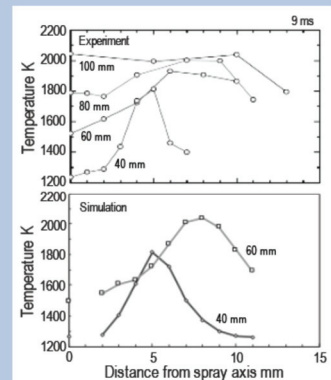 9 ms
Experiment
2200
2000
1800
1600
1400
1200
Temperature K
100 mm
80 mm
60 mm
40 mm
Simulation
2200
2000
1800
1600
1400
1200
Temperature K
60 mm
40 mm
0 5 10 15
Distance from spray axis mm